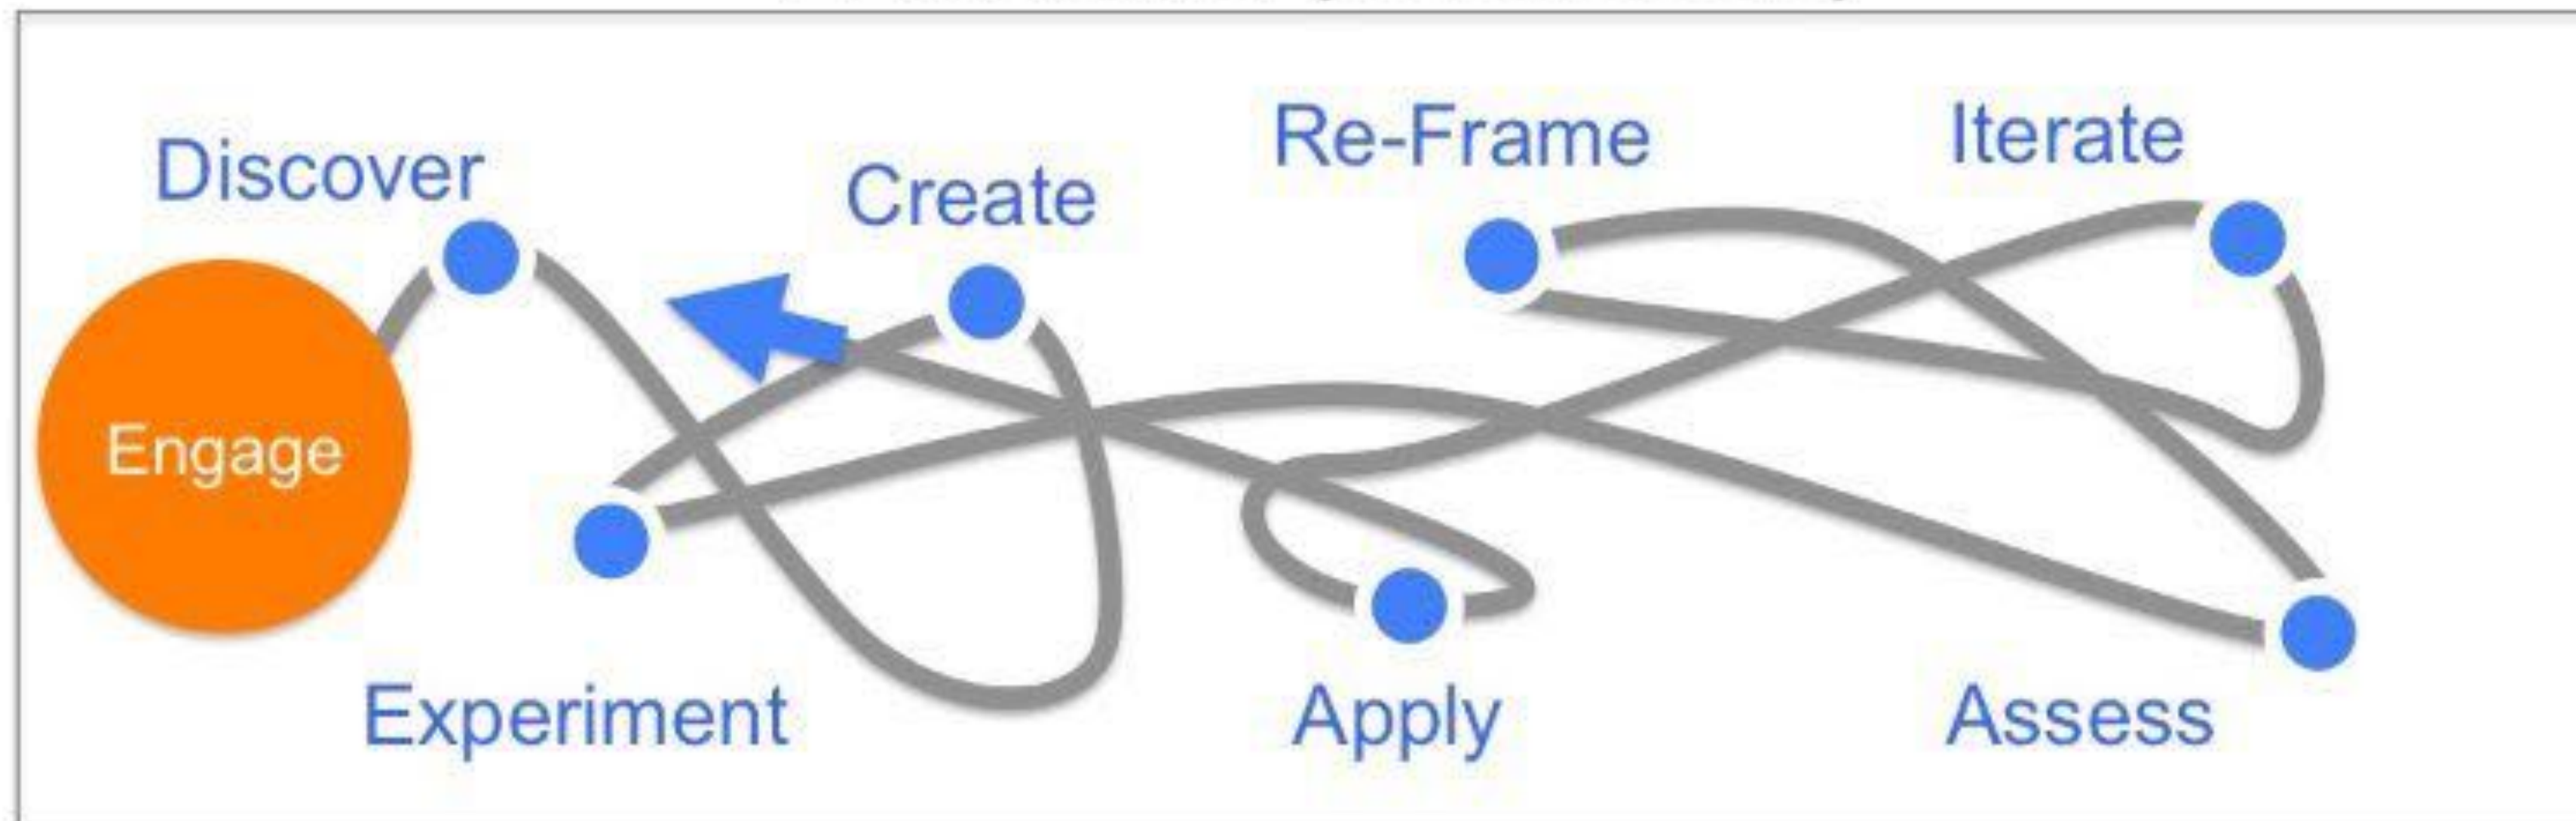 Discover
Create
Re-Frame
Iterate
Engage
Experiment
Apply
Assess